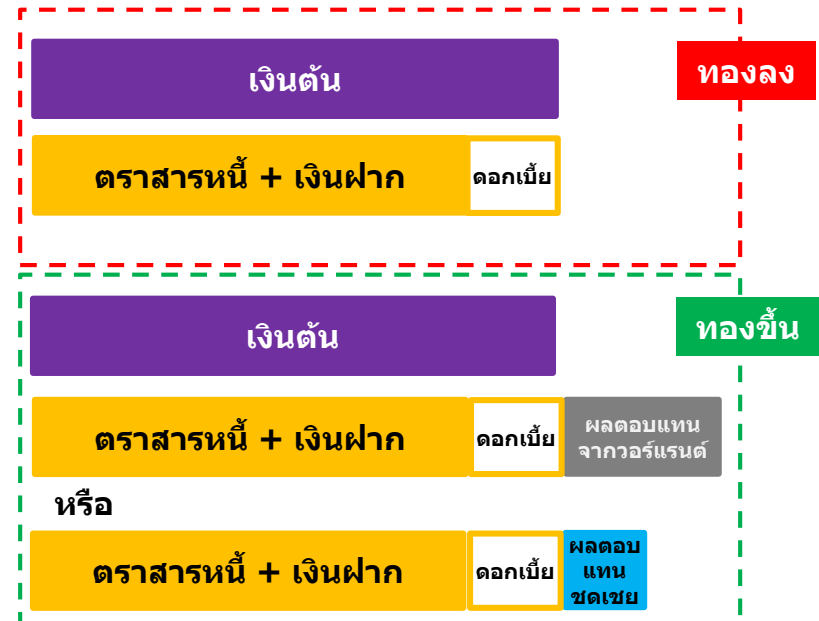 เงินต้น
ทองลง
ตราสารหนี้ + เงินฝาก
ดอกเบี้ย
เงินต้น
ทองขึ้น
ตราสารหนี้ + เงินฝาก
ดอกเบี้ย
ผลตอบแทน
จากวอร์แรนต์
หรือ
ตราสารหนี้ + เงินฝาก
ดอกเบี้ย
ผลตอบ
แทน
ชดเชย